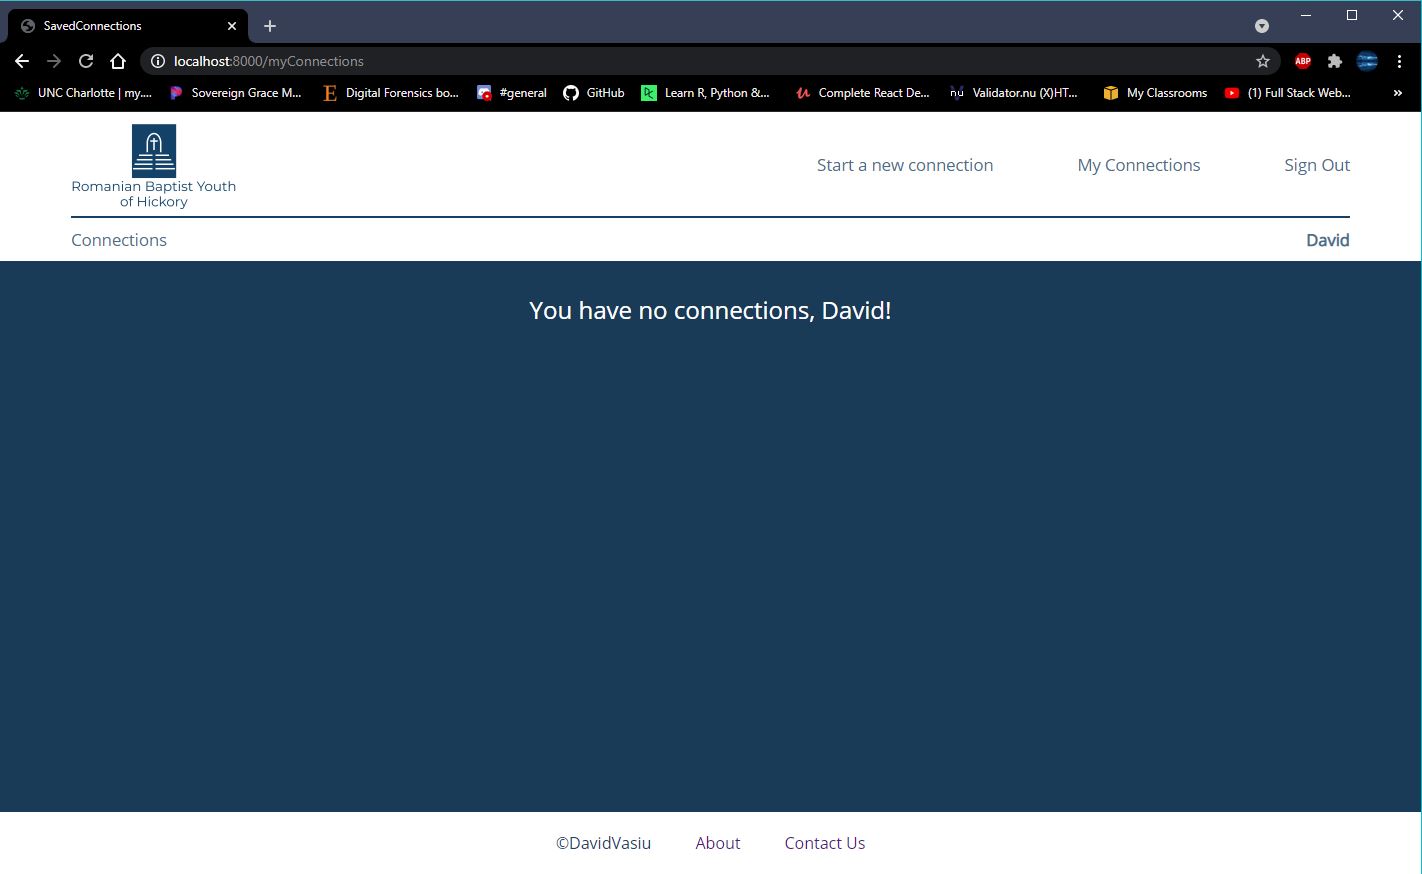 SavedConnections
localhost:8000/myConnections
ABP
UNC Charlotte | my....
Sovereign Grace M...
E
Digital Forensics bo...
#general
GitHub
Learn R, Python &...
Complete React De...
nu
Validator.nu (X)HT...
My Classrooms
(1) Full Stack Web...
»
Romanian Baptist Youth
of Hickory
Start a new connection
My Connections
Sign Out
Connections
David
You have no connections, David!
©DavidVasiu
About
Contact Us